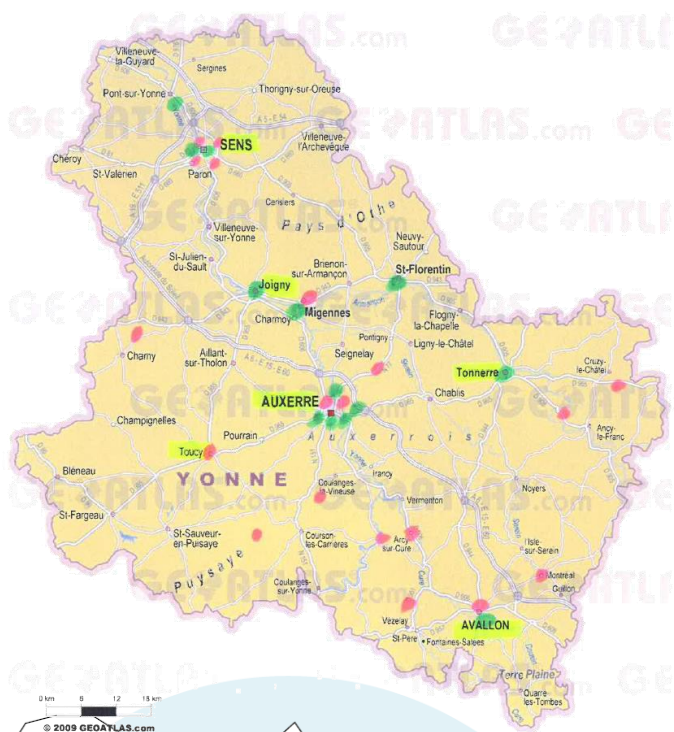 GEOATLAS.com
Villeneuve-
la-Guyard
Sergines
Pont-sur-Yonne
Thorigny-sur-Oreuse
A 5 - E 54
SENS
Villeneuve-
l'Archevêque
Chéroy
St-Valérien
Paron
Cerisiers
Pays d'Othe
Villeneuve-
sur-Yonne
Neuvy-
Sautour
St-Julien-
du-Sault
Brienon-
sur-Armançon
St-Florentin
Joigny
Migennes
Charmoy
Flogny-
la-Chapelle
Pontigny
Ligny-le-Châtel
Seignelay
Charny
Aillant-
sur-Tholon
Tonnerre
Cruzy-
le-Châtel
AUXERRE
Chablis
Champignelles
Pourrain
Auxerrois
Ancy-
le-Franc
Toucy
YONNE
Bléneau
Irancy
Coulanges-
la-Vineuse
Vermenton
Noyers
St-Fargeau
St-Sauveur-
en-Puisaye
Courson-
les-Carrières
Arcy-
sur-Cure
l'Isle-
sur-Serein
Puysaye
Coulanges-
sur-Yonne
Montréal
Guillon
Vézelay
AVALLON
St-Père
Fontaines-Salées
Terre Plaine
Quarré-
les-Tombes
0 km 6 12 18 km
© 2009 GEOATLAS.com